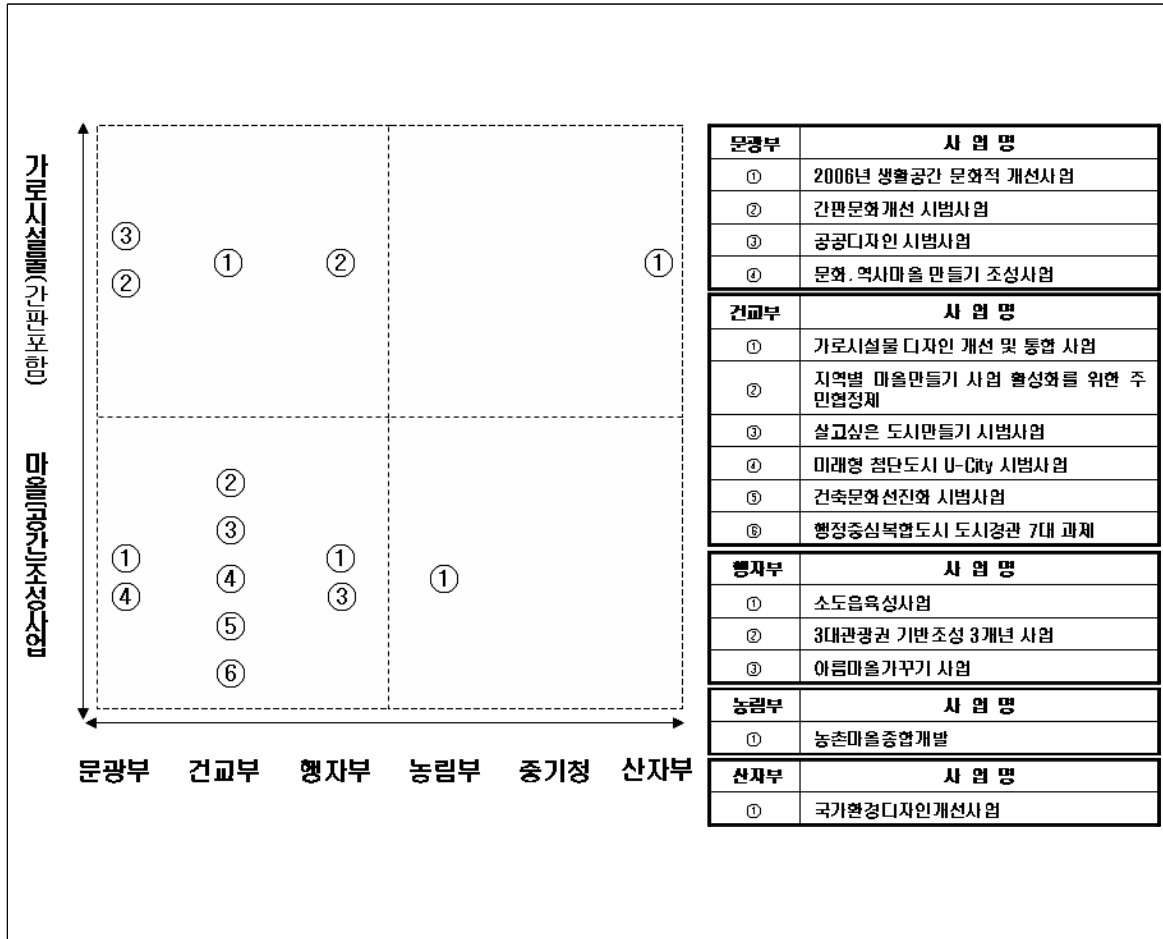 가로시설물(간판포함)
마을(공간)조성사업
③
②
①
②
①
②
③
④
⑤
⑥
①
④
①
③
①
문광부 건교부 행자부 농림부 중기청 산자부
문광부 사 업 명
① 2006년 생활공간 문화적 개선사업
② 간판문화개선 시범사업
③ 공공디자인 시범사업
④ 문화.역사마을 만들기 조성사업
건교부 사 업 명
① 가로시설물 디자인 개선 및 통합 사업
② 지역별 마을만들기 사업 활성화를 위한 주
민협정제
③ 살고싶은 도시만들기 시범사업
④ 미래형 첨단도시 U-City 시범사업
⑤ 건축문화선진화 시범사업
⑥ 행정중심복합도시 도시경관 7대 과제
행자부 사 업 명
① 소도읍육성사업
② 3대관광권 기반조성 3개년 사업
③ 아름마을가꾸기 사업
농림부 사 업 명
① 농촌마을종합개발
산자부 사 업 명
① 국가환경디자인개선사업